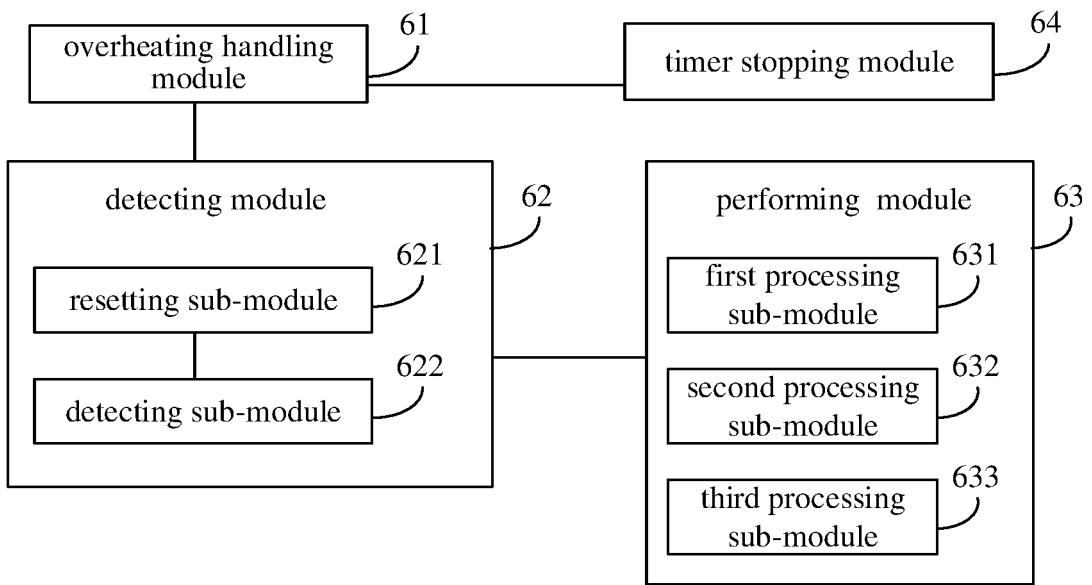 61
overheating handling
module
64
timer stopping module
62
detecting module
621
resetting sub-module
622
detecting sub-module
63
performing module
631
first processing
sub-module
632
second processing
sub-module
633
third processing
sub-module